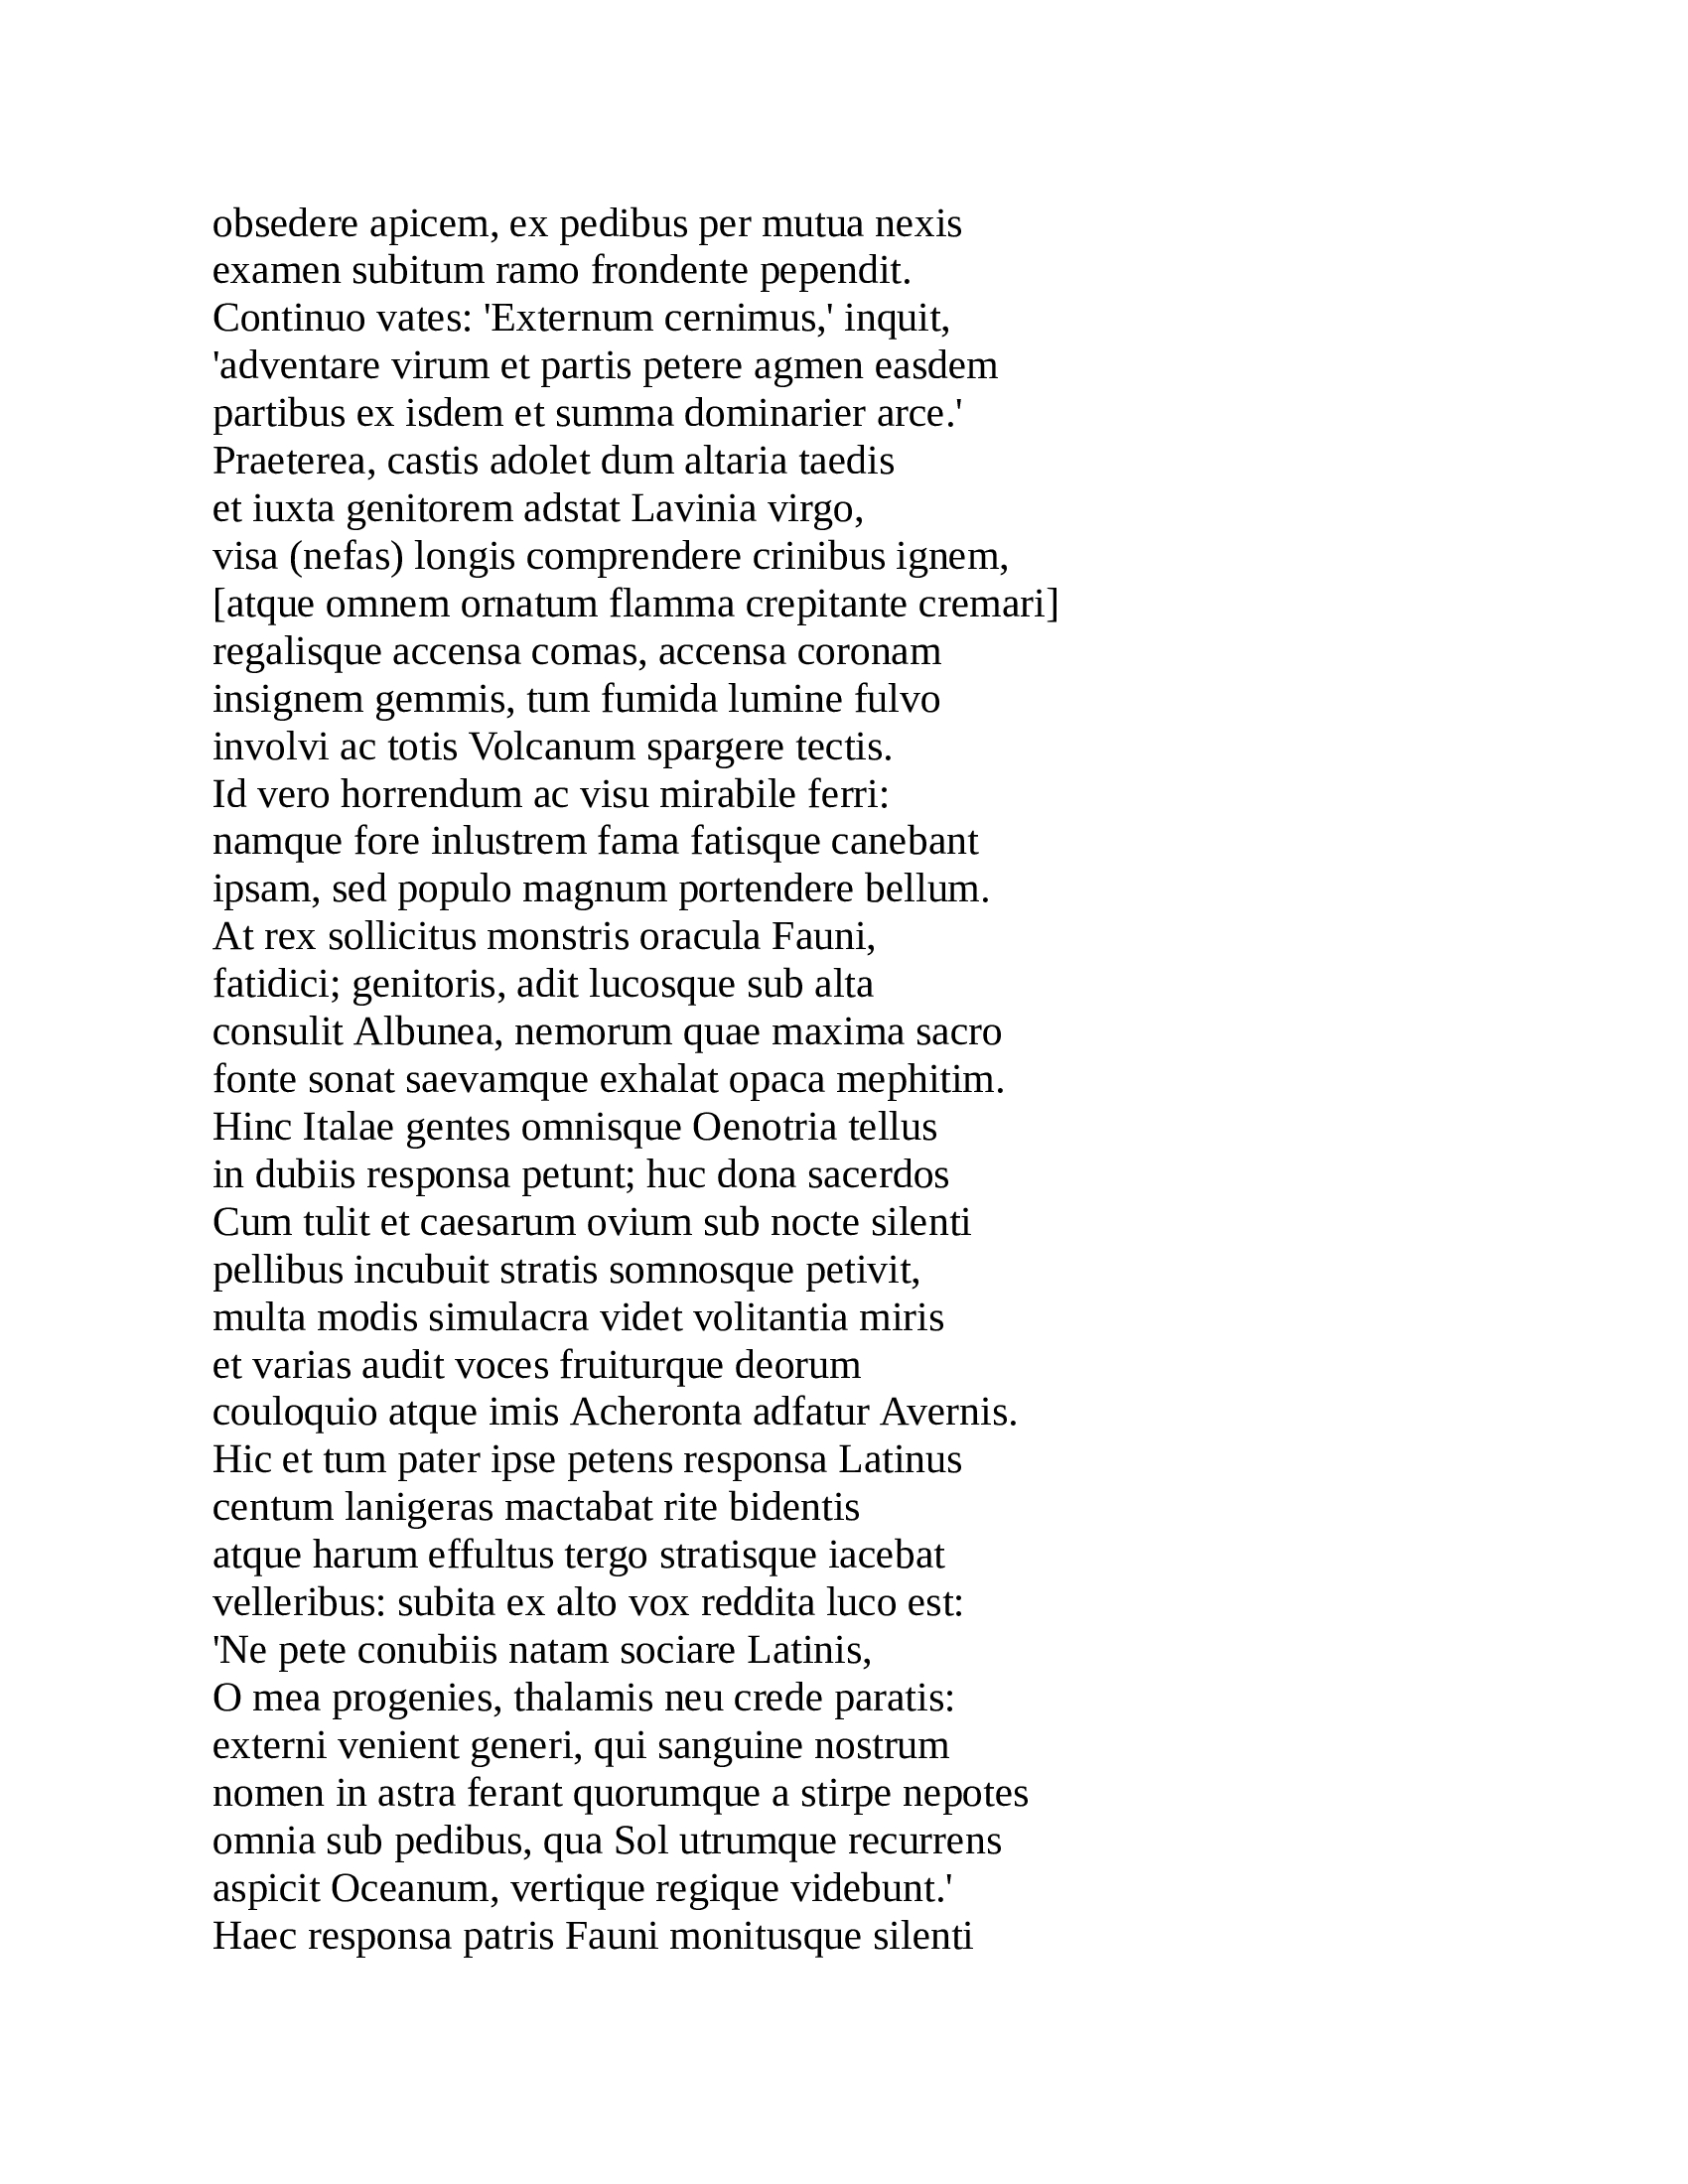 obsedere apicem, ex pedibus per mutua nexis
examen subitum ramo frondente pependit.
Continuo vates: 'Externum cernimus,' inquit,
'adventare virum et partis petere agmen easdem
partibus ex isdem et summa dominarier arce.'
Praeterea, castis adolet dum altaria taedis
et iuxta genitorem adstat Lavinia virgo,
visa (nefas) longis comprendere crinibus ignem,
[atque omnem ornatum flamma crepitante cremari]
regalisque accensa comas, accensa coronam
insignem gemmis, tum fumida lumine fulvo
involvi ac totis Volcanum spargere tectis.
Id vero horrendum ac visu mirabile ferri:
namque fore inlustrem fama fatisque canebant
ipsam, sed populo magnum portendere bellum.
At rex sollicitus monstris oracula Fauni,
fatidici; genitoris, adit lucosque sub alta
consulit Albunea, nemorum quae maxima sacro
fonte sonat saevamque exhalat opaca mephitim.
Hinc Italae gentes omnisque Oenotria tellus
in dubiis responsa petunt; huc dona sacerdos
Cum tulit et caesarum ovium sub nocte silenti
pellibus incubuit stratis somnosque petivit,
multa modis simulacra videt volitantia miris
et varias audit voces fruiturque deorum
couloquio atque imis Acheronta adfatur Avernis.
Hic et tum pater ipse petens responsa Latinus
centum lanigeras mactabat rite bidentis
atque harum effultus tergo stratisque iacebat
velleribus: subita ex alto vox reddita luco est:
'Ne pete conubiis natam sociare Latinis,
O mea progenies, thalamis neu crede paratis:
externi venient generi, qui sanguine nostrum
nomen in astra ferant quorumque a stirpe nepotes
omnia sub pedibus, qua Sol utrumque recurrens
aspicit Oceanum, vertique regique videbunt.'
Haec responsa patris Fauni monitusque silenti